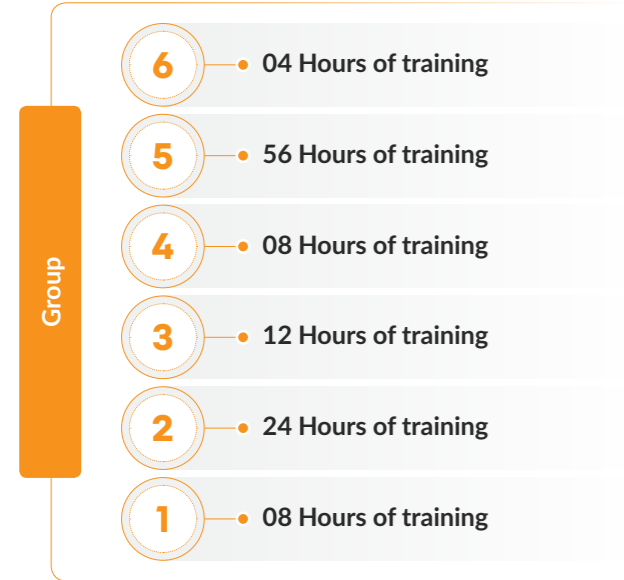 Group
6
04 Hours of training
5
56 Hours of training
4
08 Hours of training
3
12 Hours of training
2
24 Hours of training
1
08 Hours of training